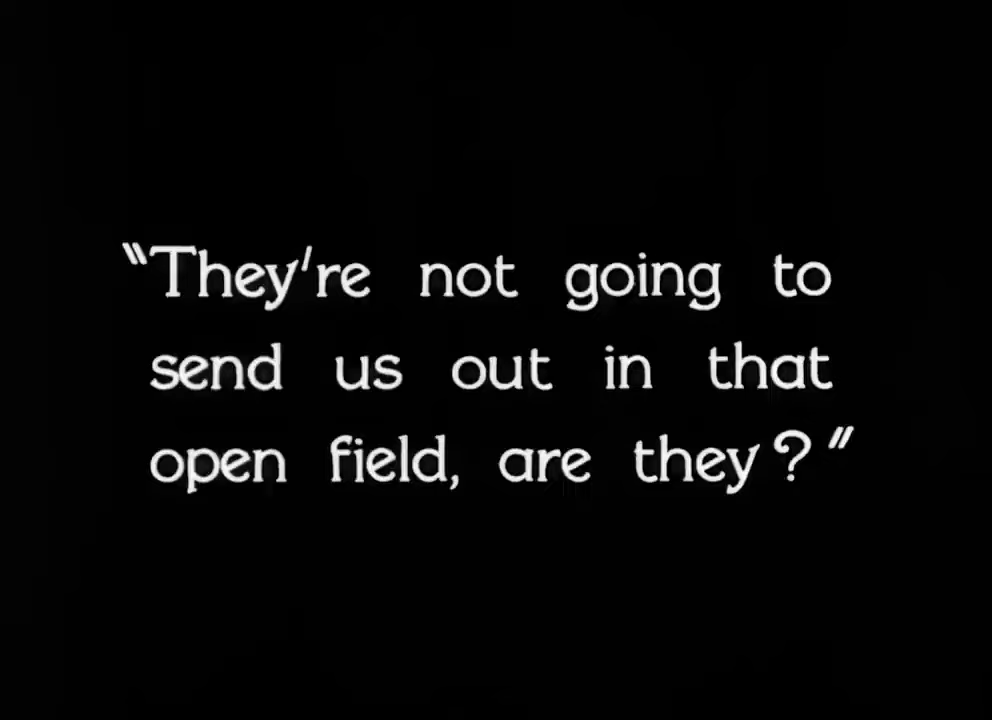 "They're not going to
send us out in that
open field, are they?"